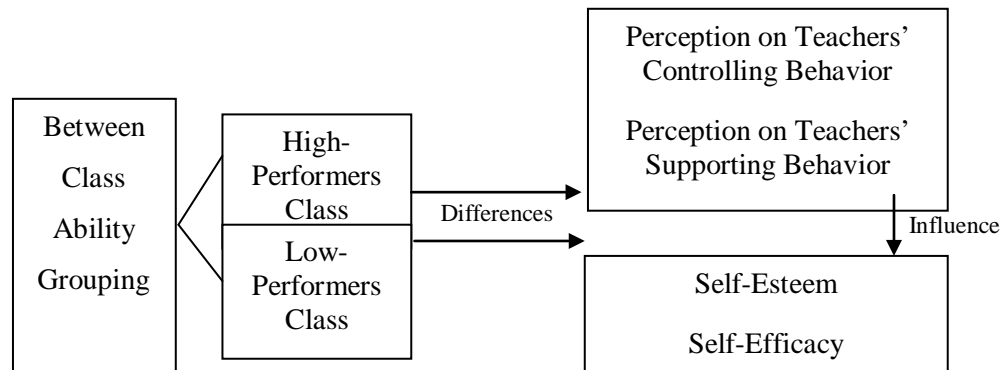 Between
Class
Ability
Grouping
High-
Performers
Class
Low-
Performers
Class
Differences
Perception on Teachers’
Controlling Behavior
Perception on Teachers’
Supporting Behavior
Influence
Self-Esteem
Self-Efficacy